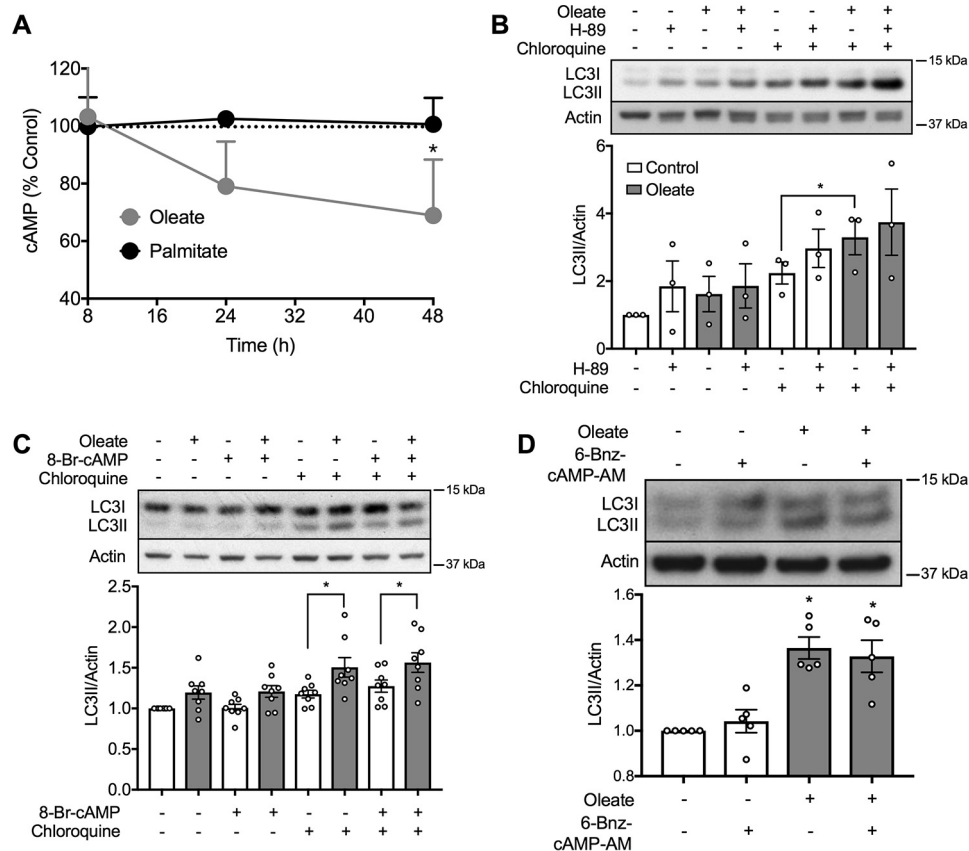 A
cAMP (% Control)
120
100
80
60
40
*
Oleate
Palmitate
8 16 24 32 40 48
Time (h)
B
Oleate - - + + - - + +
H-89 - + - + - + - +
Chloroquine - - - - + + + +
15 kDa
LC3I
LC3II
Actin
37 kDa
LC3II/Actin
6
4
2
0
Control
Oleate
*
H-89 - + - + - + - +
Chloroquine - - - - + + + +
C
Oleate - + - + - + - +
8-Br-cAMP - - + + - - + +
Chloroquine - - - - + + + +
15 kDa
LC3I
LC3II
Actin
37 kDa
LC3II/Actin
2.5
2.0
1.5
1.0
0.5
0.0
* *
8-Br-cAMP - - + + - - + +
Chloroquine - - - - + + + +
D
Oleate - - + +
6-Bnz-
cAMP-AM - + - +
15 kDa
LC3I
LC3II
Actin
37 kDa
LC3II/Actin
1.6
1.4
1.2
1.0
0.8
* *
Oleate - - + +
6-Bnz-
cAMP-AM - + - +